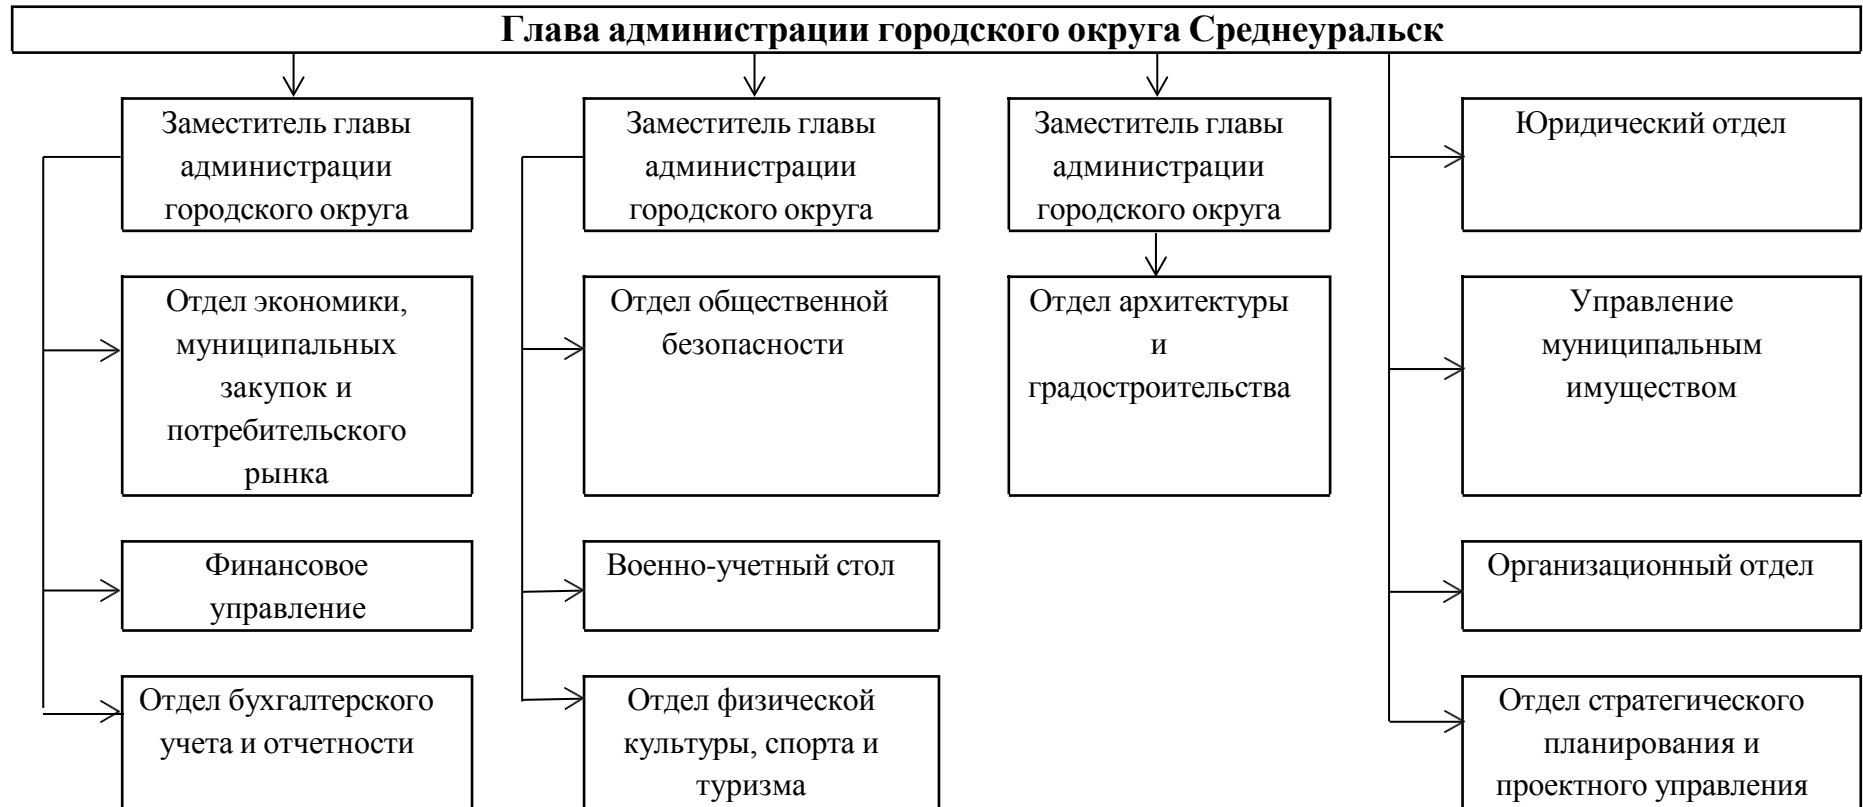 Глава администрации городского округа Среднеуральск
Заместитель главы
администрации
городского округа
Заместитель главы
администрации
городского округа
Заместитель главы
администрации
городского округа
Юридический отдел
Отдел экономики,
муниципальных
закупок и
потребительского
рынка
Отдел общественной
безопасности
Отдел архитектуры
и
градостроительства
Управление
муниципальным
имуществом
Финансовое
управление
Военно-учетный стол
Организационный отдел
Отдел бухгалтерского
учета и отчетности
Отдел физической
культуры, спорта и
туризма
Отдел стратегического
планирования и
проектного управления